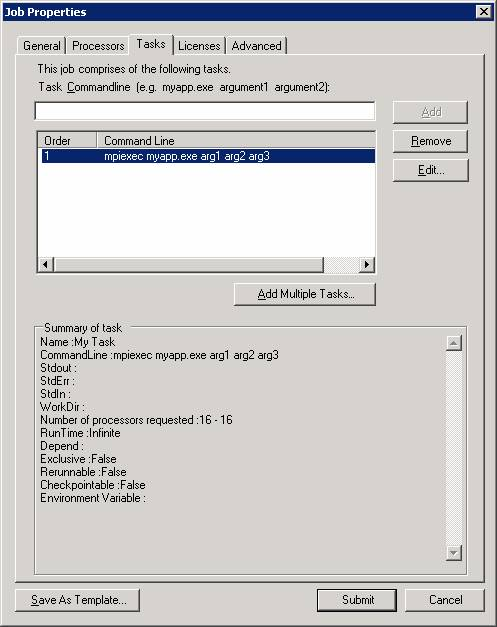 Job Properties
General Processors Tasks Licenses Advanced
This job comprises of the following tasks.
Task Commandline (e.g. myapp.exe argument1 argument2):
Add
Order Command Line
1 mpiexec myapp.exe arg1 arg2 arg3
Remove
Edit...
Add Multiple Tasks...
Summary of task
Name :My Task
CommandLine :mpiexec myapp.exe arg1 arg2 arg3
Stdout :
StdErr :
StdIn :
WorkDir :
Number of processors requested :16 - 16
RunTime :Infinite
Depend :
Exclusive :False
Rerunnable :False
Checkpointable :False
Environment Variable :
Save As Template... Submit Cancel